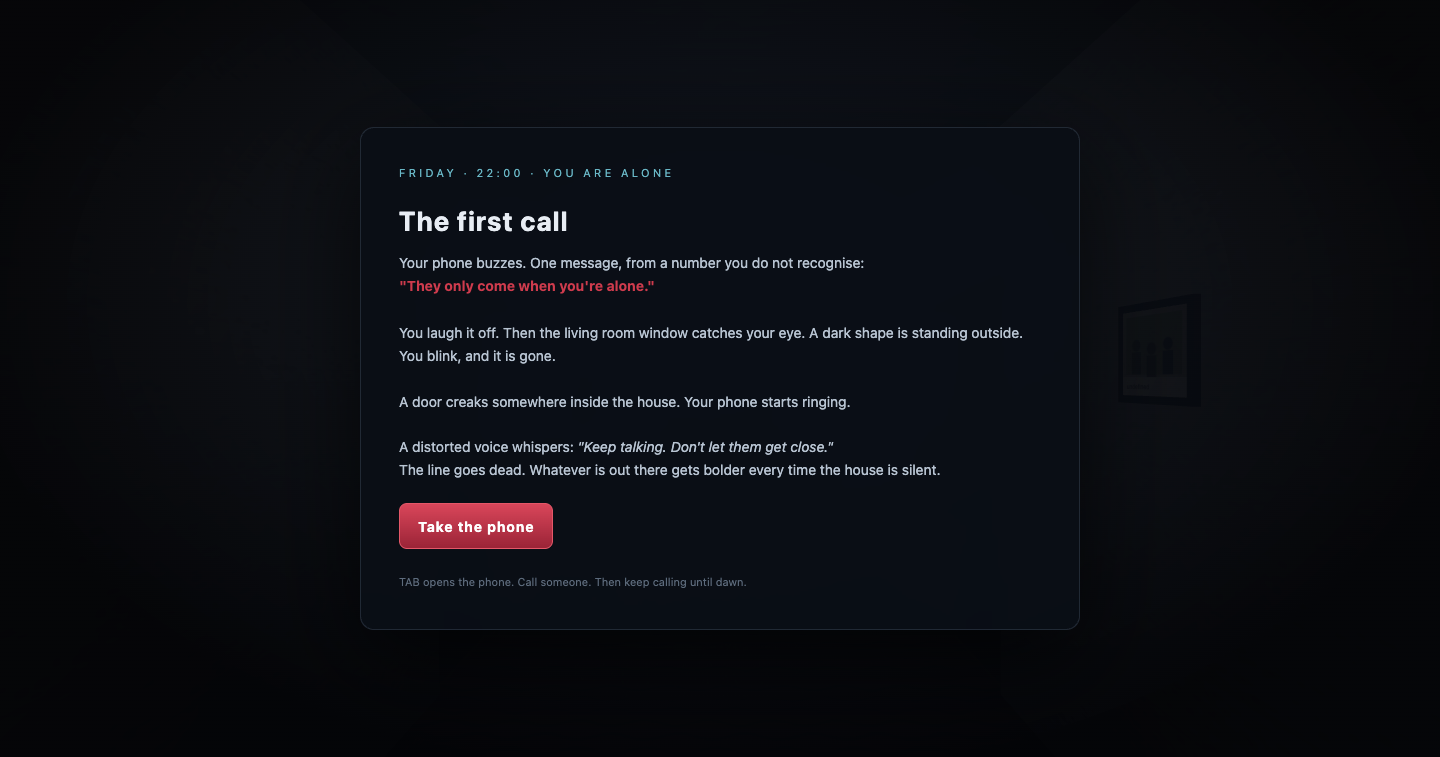 FRIDAY · 22:00 · YOU ARE ALONE
The first call
Your phone buzzes. One message, from a number you do not recognise:
"They only come when you're alone."
You laugh it off. Then the living room window catches your eye. A dark shape is standing outside.
You blink, and it is gone.
A door creaks somewhere inside the house. Your phone starts ringing.
A distorted voice whispers: "Keep talking. Don't let them get close."
The line goes dead. Whatever is out there gets bolder every time the house is silent.
Take the phone
TAB opens the phone. Call someone. Then keep calling until dawn.